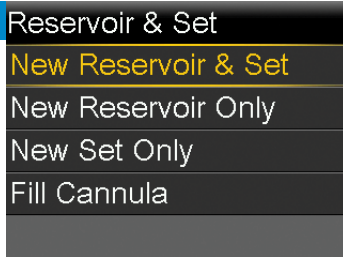 Reservoir & Set
New Reservoir & Set
New Reservoir Only
New Set Only
Fill Cannula